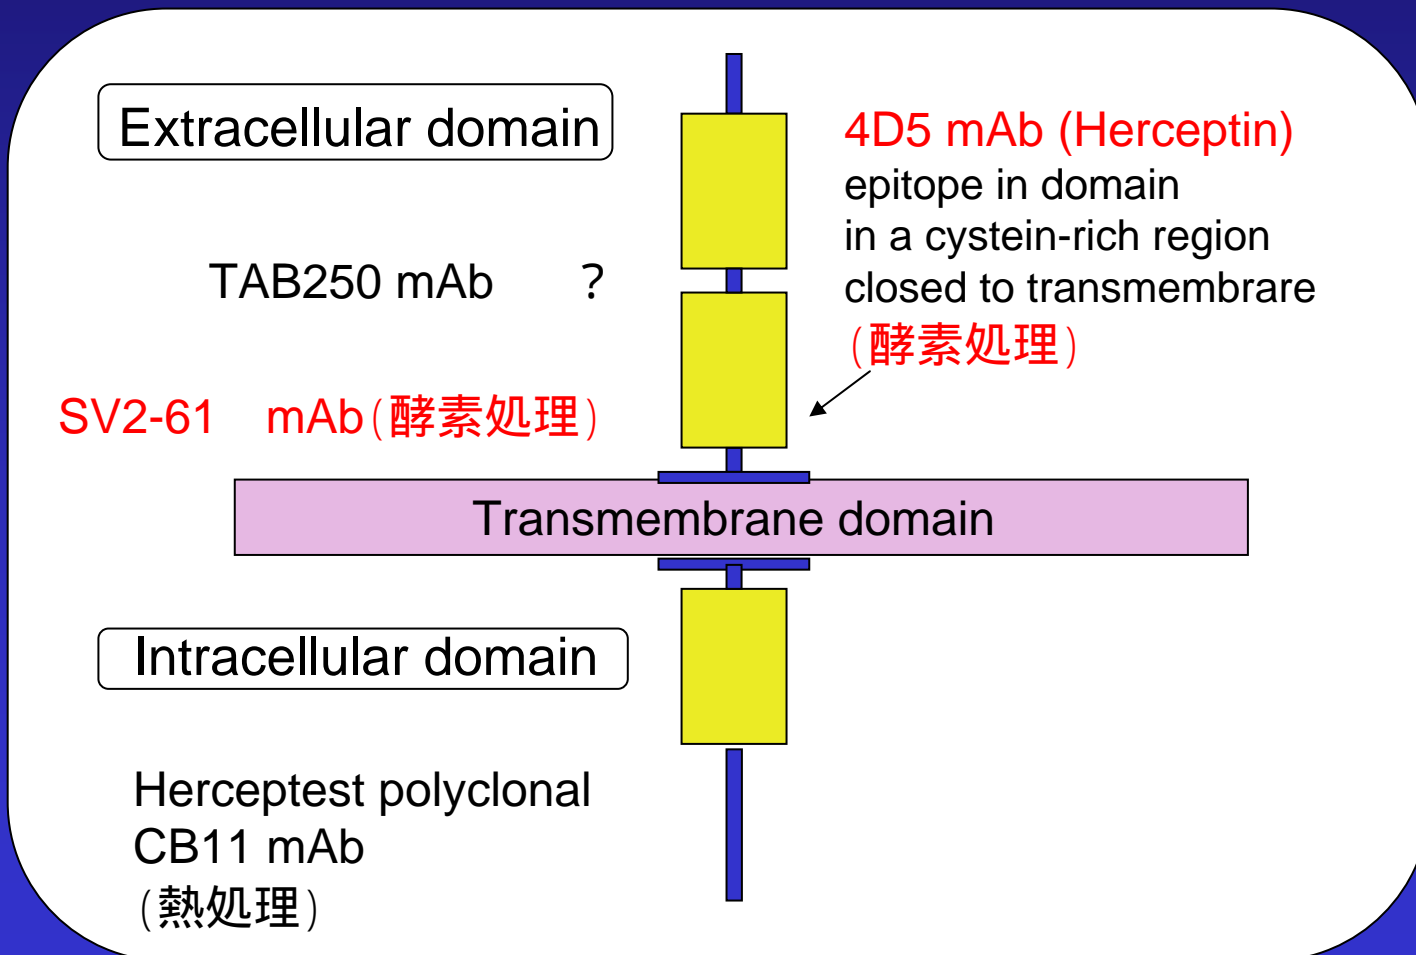 Extracellular domain
4D5 mAb (Herceptin)
epitope in domain
in a cystein-rich region
closed to transmembrare
(酵素処理)
TAB250 mAb ?
SV2-61 mAb(酵素処理)
Transmembrane domain
Intracellular domain
Herceptest polyclonal
CB11 mAb
(熱処理)